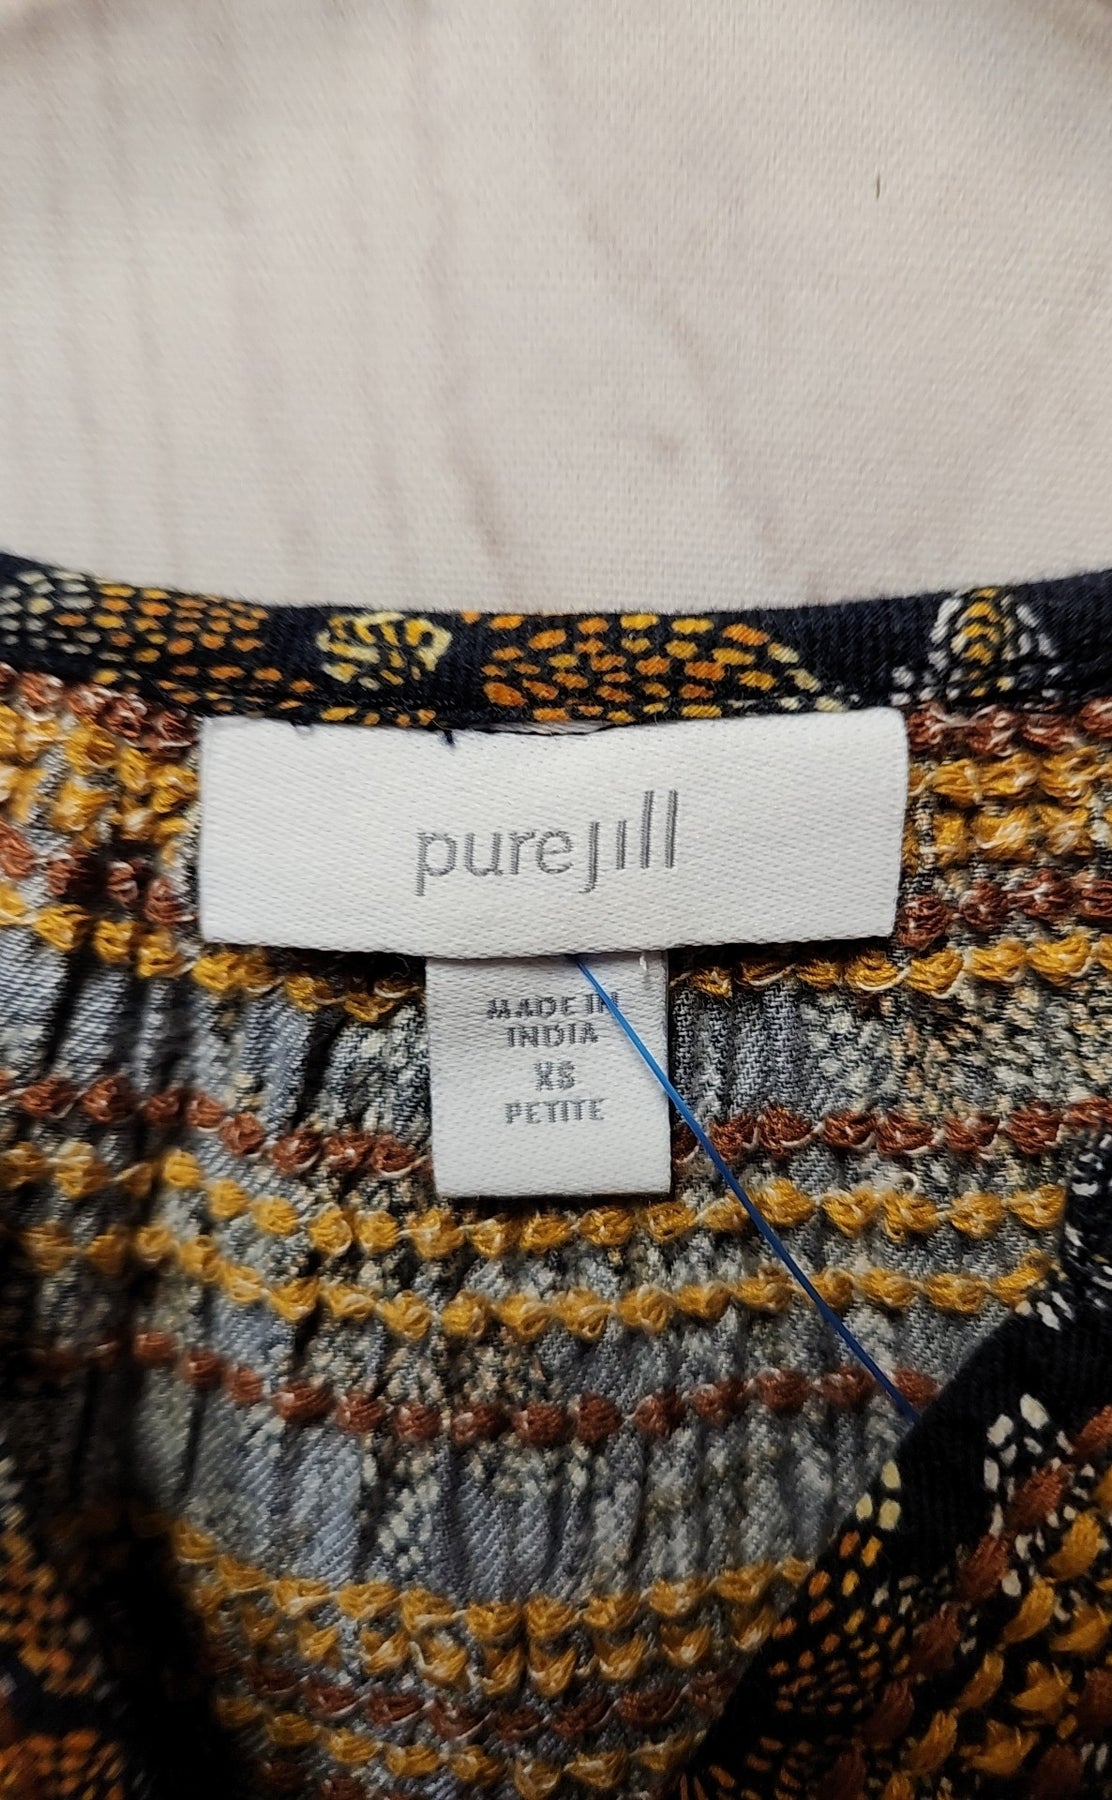 purejill
MADE IN
INDIA
XS
PETITE